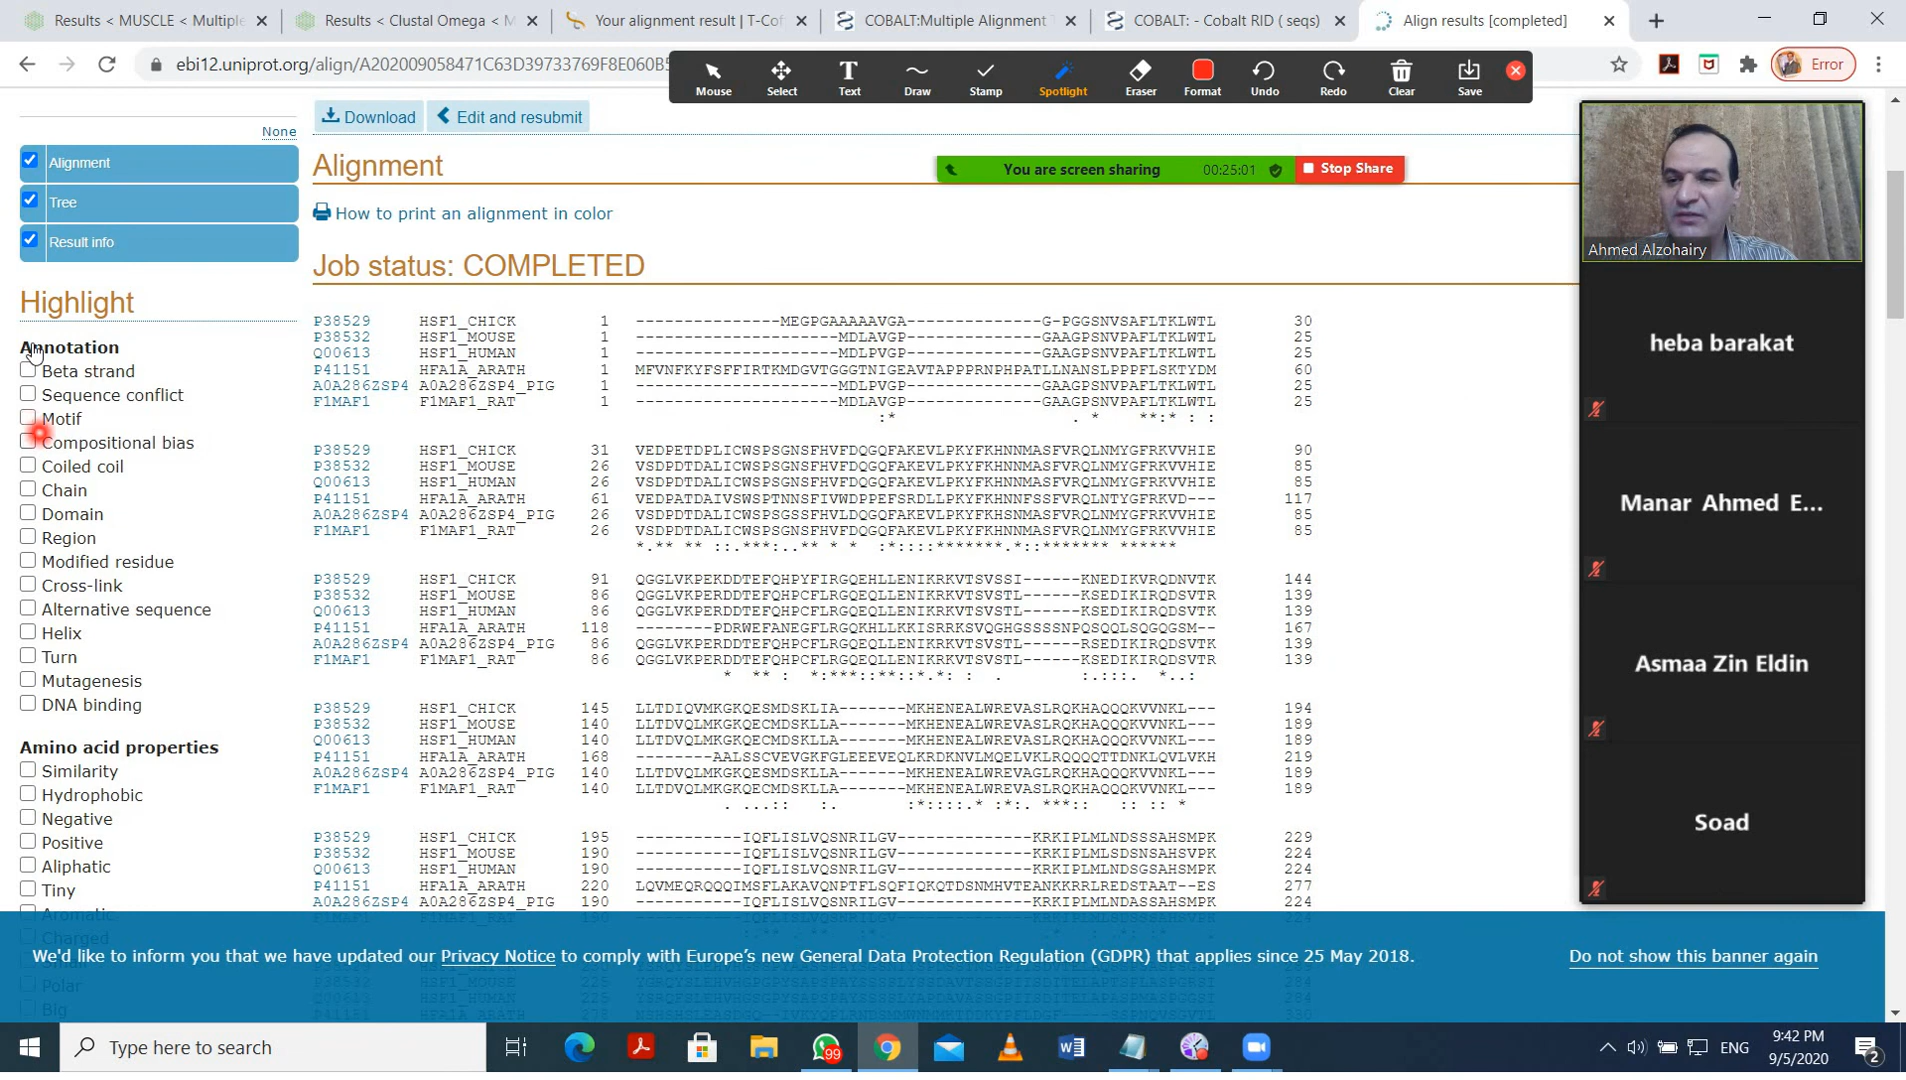 Results < MUSCLE < Multiple
Results < Clustal Omega < M
Your alignment result | T-Cof
COBALT:Multiple Alignment T
COBALT: - Cobalt RID ( seqs)
Align results [completed]
ebi12.uniprot.org/align/A202009058471C63D39733769F8E060B5
Error
Mouse
Select
Text
Draw
Stamp
Spotlight
Eraser
Format
Undo
Redo
Clear
Save
You are screen sharing 00:25:01
Stop Share
None
Alignment
Tree
Result info
Highlight
Annotation
Beta strand
Sequence conflict
Motif
Compositional bias
Coiled coil
Chain
Domain
Region
Modified residue
Cross-link
Alternative sequence
Helix
Turn
Mutagenesis
DNA binding
Amino acid properties
Similarity
Hydrophobic
Negative
Positive
Aliphatic
Tiny
Aromatic
Charged
Polar
Big
Download
Edit and resubmit
Alignment
How to print an alignment in color
Job status: COMPLETED
P38529 HSF1_CHICK 1 --------------MEGPGAAAAAVGA-------------G-PGGSNVSAFLTKLWTL 30
P38532 HSF1_MOUSE 1 -------------------MDLAVGP-------------GAAGPSNVPAFLTKLWTL 25
Q00613 HSF1_HUMAN 1 -------------------MDLPVGP-------------GAAGPSNVPAFLTKLWTL 25
P41151 HFA1A_ARATH 1 MFVNFKYFSFFIRTKMDGVTGGGTNIGEAVTAPPPRNPHPATLLNANSLPPPFLSKTYDM 60
A0A286ZSP4 A0A286ZSP4_PIG 1 -------------------MDLPVGP-------------GAAGPSNVPAFLTKLWTL 25
F1MAF1 F1MAF1_RAT 1 -------------------MDLAVGP-------------GAAGPSNVPAFLTKLWTL 25
:* . * **:* : :
P38529 HSF1_CHICK 31 VEDPETDPLICWSPSGNSFHVFDQGQFAKEVLPKYFKHNNMASFVRQLNMYGFRKVVHIE 90
P38532 HSF1_MOUSE 26 VSDPDTDALICWSPSGNSFHVFDQGQFAKEVLPKYFKHNNMASFVRQLNMYGFRKVVHIE 85
Q00613 HSF1_HUMAN 26 VSDPDTDALICWSPSGNSFHVFDQGQFAKEVLPKYFKHNNMASFVRQLNMYGFRKVVHIE 85
P41151 HFA1A_ARATH 61 VEDPATDAIVSWSPTNNSFIVWDPPEFSRDLLPKYFKHNNFSSFVRQLNTYGFRKVD--- 117
A0A286ZSP4 A0A286ZSP4_PIG 26 VSDPDTDALICWSPSGSSFHVLDQGQFAKEVLPKYFKHSNMASFVRQLNMYGFRKVVHIE 85
F1MAF1 F1MAF1_RAT 26 VSDPDTDALICWSPSGNSFHVFDQGQFAKEVLPKYFKHNNMASFVRQLNMYGFRKVVHIE 85
*.** ** ::.***:..** * * :*::::*******.*::****** *******
P38529 HSF1_CHICK 91 QGGLVKPEKDDTEFQHPYFIRGQEHLLENIKRKVTSVSSI------KNEDIKVRQDNVTK 144
P38532 HSF1_MOUSE 86 QGGLVKPERDDTEFQHPCFLRGQEQLLENIKRKVTSVSTL------KSEDIKIRQDSVTR 139
Q00613 HSF1_HUMAN 86 QGGLVKPERDDTEFQHPCFLRGQEQLLENIKRKVTSVSTL------KSEDIKIRQDSVTK 139
P41151 HFA1A_ARATH 118 --------PDRWEFANEGFLRGQKHLLKKISRRKSVQGHGSSSSNPQSQQLSQGQGSM-- 167
A0A286ZSP4 A0A286ZSP4_PIG 86 QGGLVKPERDDTEFQHPCFLRGQEQLLENIKRKVTSVSTL------RSEDIKIRQDSVTK 139
F1MAF1 F1MAF1_RAT 86 QGGLVKPERDDTEFQHPCFLRGQEQLLENIKRKVTSVSTL------KSEDIKIRQDSVTR 139
* ** : *:***::**::*.*: : . :.:::. *..:
P38529 HSF1_CHICK 145 LLTDIQVMKGKQESMDSKLIA-------MKHENEALWREVASLRQKHAQQQKVVNKL--- 194
P38532 HSF1_MOUSE 140 LLTDVQLMKGKQECMDSKLLA-------MKHENEALWREVASLRQKHAQQQKVVNKL--- 189
Q00613 HSF1_HUMAN 140 LLTDVQLMKGKQECMDSKLLA-------MKHENEALWREVASLRQKHAQQQKVVNKL--- 189
P41151 HFA1A_ARATH 168 --------AALSSCVEVGKFGLEEEVEQLKRDKNVLMQELVKLRQQQQTTDNKLQVLVKH 219
A0A286ZSP4 A0A286ZSP4_PIG 140 LLTDVQLMKGKQECMDSKLLA-------MKHENEALWREVAGLRQKHAQQQKVVNKL--- 189
F1MAF1 F1MAF1_RAT 140 LLTDVQLMKGKQECMDSKLLA-------MKHENEALWREVASLRQKHAQQQKVVNKL--- 189
. ..:: :. :*::::.* *:. ***:: :: :: *
P38529 HSF1_CHICK 195 -----------IQFLISLVQSNRILGV--------------KRKIPLMLNDSSSAHSMPK 229
P38532 HSF1_MOUSE 190 -----------IQFLISLVQSNRILGV--------------KRKIPLMLSDSNSAHSVPK 224
Q00613 HSF1_HUMAN 190 -----------IQFLISLVQSNRILGV--------------KRKIPLMLNDSGSAHSMPK 224
P41151 HFA1A_ARATH 220 LQVMEQRQQQIMSFLAKAVQNPTFLSQFIQKQTDSNMHVTEANKKRRLREDSTAAT--ES 277
A0A286ZSP4 A0A286ZSP4_PIG 190 -----------IQFLISLVQSNRILGV--------------KRKIPLMLNDSSSAHSMPK 224
F1MAF1 F1MAF1_RAT 190 224
We'd like to inform you that we have updated our Privacy Notice to comply with Europe's new General Data Protection Regulation (GDPR) that applies since 25 May 2018.
Do not show this banner again
Ahmed Alzohairy
heba barakat
Manar Ahmed E...
Asmaa Zin Eldin
Soad
Type here to search
99
ENG
9:42 PM
9/5/2020
2